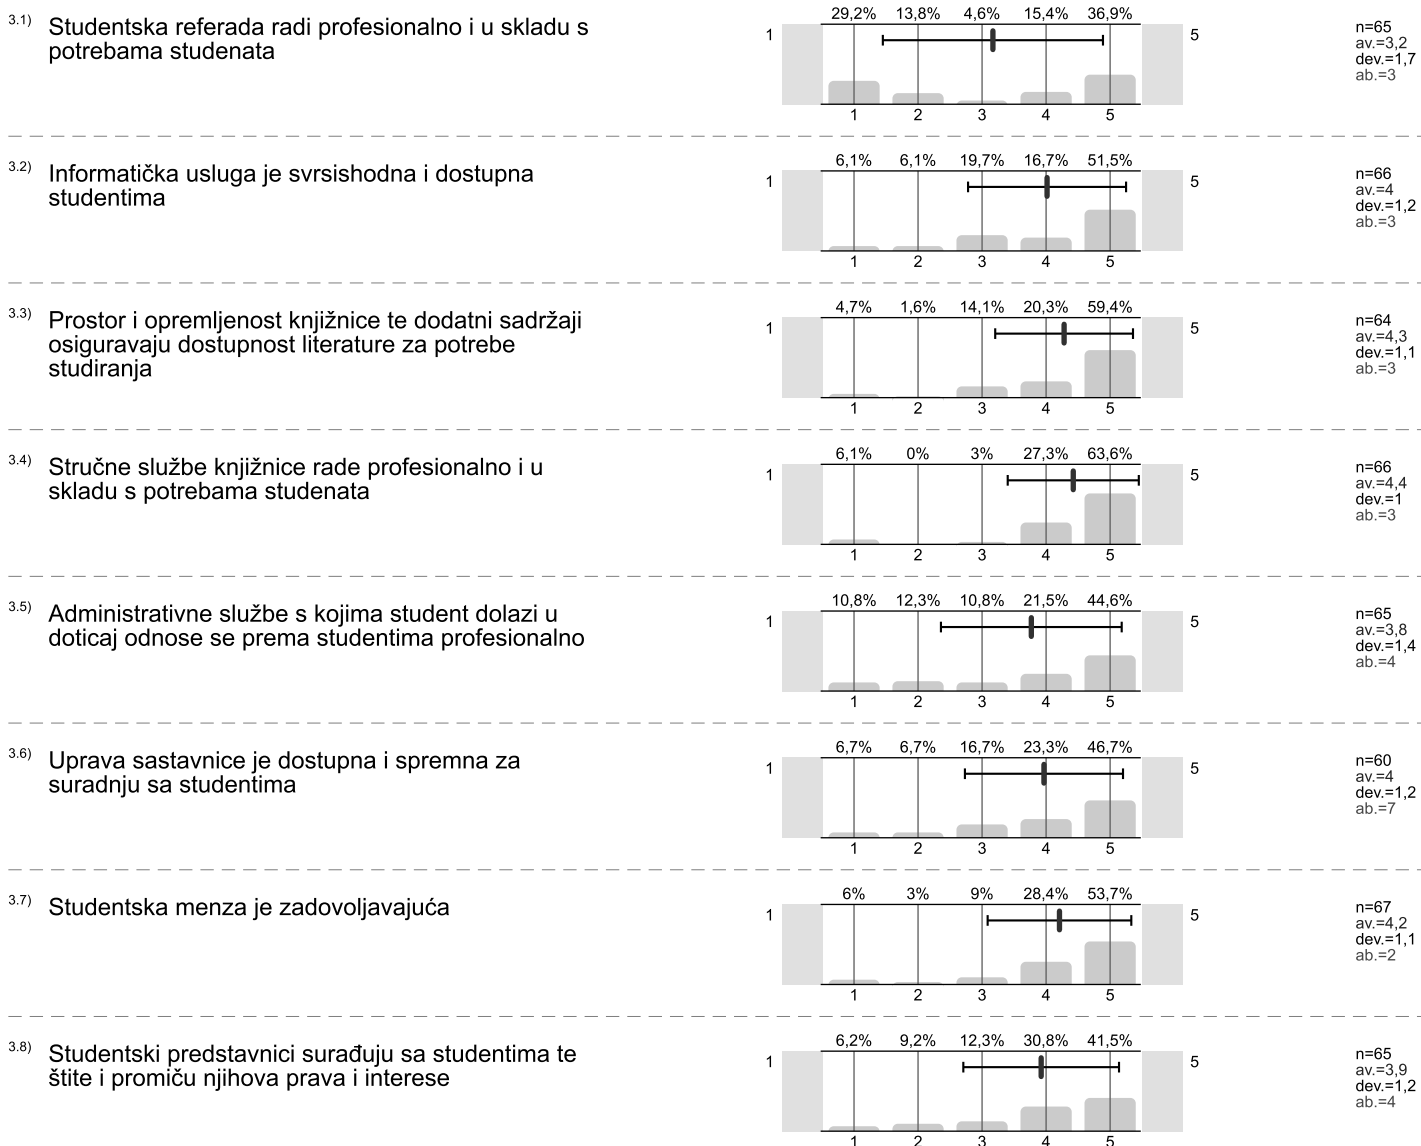 3.1) Studentska referada radi profesionalno i u skladu s
potrebama studenata
29,2% 13,8% 4,6% 15,4% 36,9%
1 5
1 2 3 4 5
n=65
av.=3,2
dev.=1,7
ab.=3
3.2) Informatička usluga je svrsishodna i dostupna
studentima
6,1% 6,1% 19,7% 16,7% 51,5%
1 5
1 2 3 4 5
n=66
av.=4
dev.=1,2
ab.=3
3.3) Prostor i opremljenost knjižnice te dodatni sadržaji
osiguravaju dostupnost literature za potrebe
studiranja
4,7% 1,6% 14,1% 20,3% 59,4%
1 5
1 2 3 4 5
n=64
av.=4,3
dev.=1,1
ab.=3
3.4) Stručne službe knjižnice rade profesionalno i u
skladu s potrebama studenata
6,1% 0% 3% 27,3% 63,6%
1 5
1 2 3 4 5
n=66
av.=4,4
dev.=1
ab.=3
3.5) Administrativne službe s kojima student dolazi u
doticaj odnose se prema studentima profesionalno
10,8% 12,3% 10,8% 21,5% 44,6%
1 5
1 2 3 4 5
n=65
av.=3,8
dev.=1,4
ab.=4
3.6) Uprava sastavnice je dostupna i spremna za
suradnju sa studentima
6,7% 6,7% 16,7% 23,3% 46,7%
1 5
1 2 3 4 5
n=60
av.=4
dev.=1,2
ab.=7
3.7) Studentska menza je zadovoljavajuća
6% 3% 9% 28,4% 53,7%
1 5
1 2 3 4 5
n=67
av.=4,2
dev.=1,1
ab.=2
3.8) Studentski predstavnici surađuju sa studentima te
štite i promiču njihova prava i interese
6,2% 9,2% 12,3% 30,8% 41,5%
1 5
1 2 3 4 5
n=65
av.=3,9
dev.=1,2
ab.=4